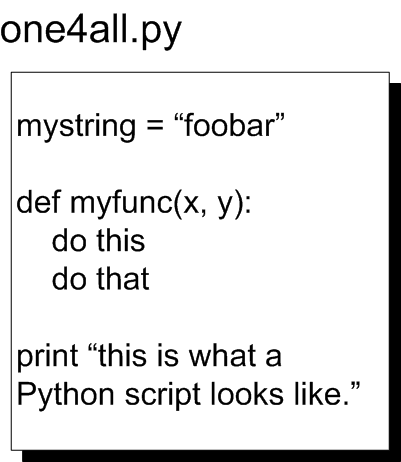 one4all.py
mystring = “foobar”
def myfunc(x, y):
do this
do that
print “this is what a
Python script looks like.”